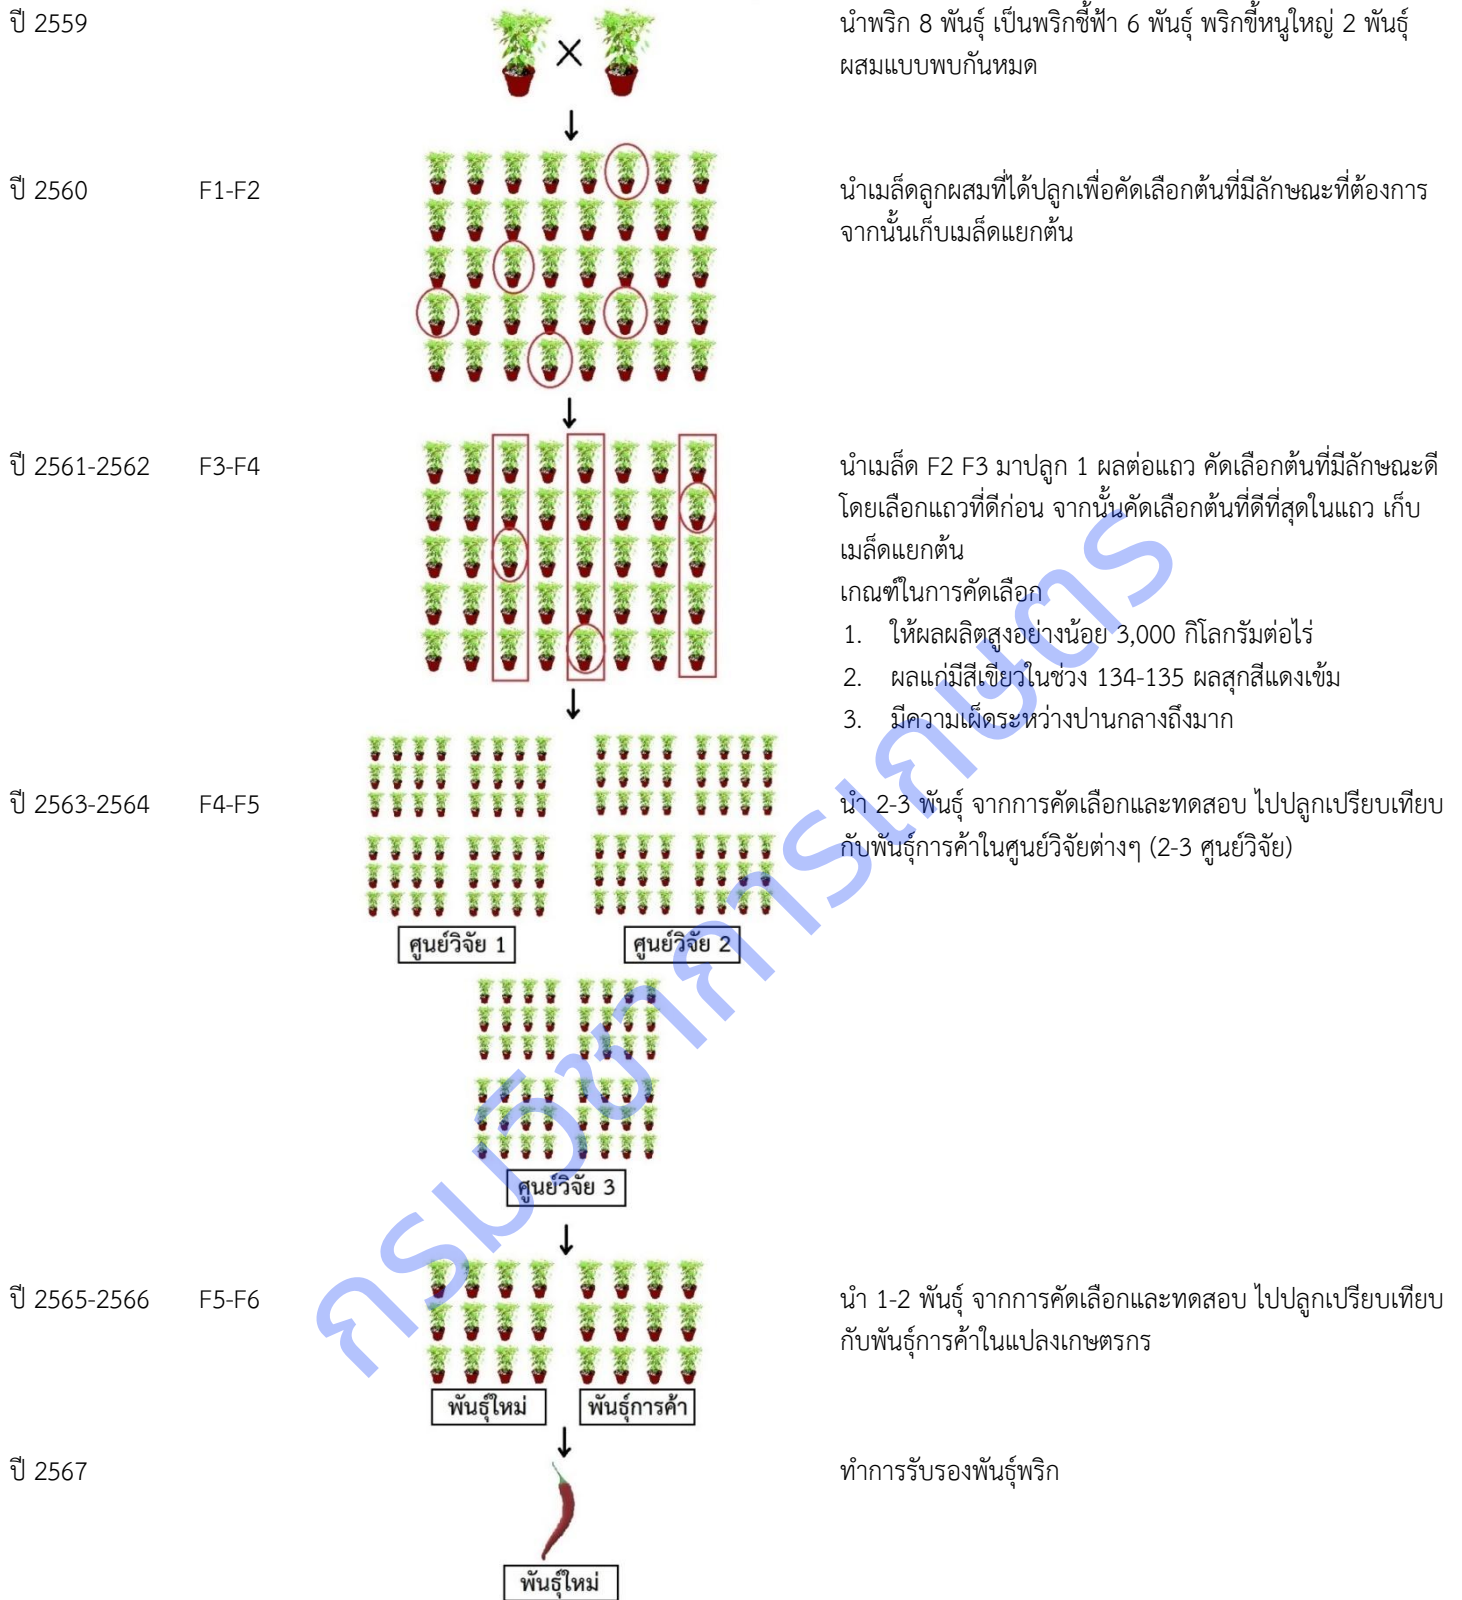 ปี 2559
นำพริก 8 พันธุ์ เป็นพริกชี้ฟ้า 6 พันธุ์ พริกขี้หนูใหญ่ 2 พันธุ์
ผสมแบบพบกันหมด
ปี 2560 F1-F2
นำเมล็ดลูกผสมที่ได้ปลูกเพื่อคัดเลือกต้นที่มีลักษณะที่ต้องการ
จากนั้นเก็บเมล็ดแยกต้น
ปี 2561-2562 F3-F4
นำเมล็ด F2 F3 มาปลูก 1 ผลต่อแถว คัดเลือกต้นที่มีลักษณะดี
โดยเลือกแถวที่ดีก่อน จากนั้นคัดเลือกต้นที่ดีที่สุดในแถว เก็บ
เมล็ดแยกต้น
เกณฑ์ในการคัดเลือก
1. ให้ผลผลิตสูงอย่างน้อย 3,000 กิโลกรัมต่อไร่
2. ผลแก่มีสีเขียวในช่วง 134-135 ผลสุกสีแดงเข้ม
3. มีความเผ็ดระหว่างปานกลางถึงมาก
ปี 2563-2564 F4-F5
นำ 2-3 พันธุ์ จากการคัดเลือกและทดสอบ ไปปลูกเปรียบเทียบ
กับพันธุ์การค้าในศูนย์วิจัยต่างๆ (2-3 ศูนย์วิจัย)
ศูนย์วิจัย 1
ศูนย์วิจัย 2
ศูนย์วิจัย 3
ปี 2565-2566 F5-F6
นำ 1-2 พันธุ์ จากการคัดเลือกและทดสอบ ไปปลูกเปรียบเทียบ
กับพันธุ์การค้าในแปลงเกษตรกร
พันธุ์ใหม่
พันธุ์การค้า
ปี 2567
ทำการรับรองพันธุ์พริก
พันธุ์ใหม่
กรมวิชาการเกษตร